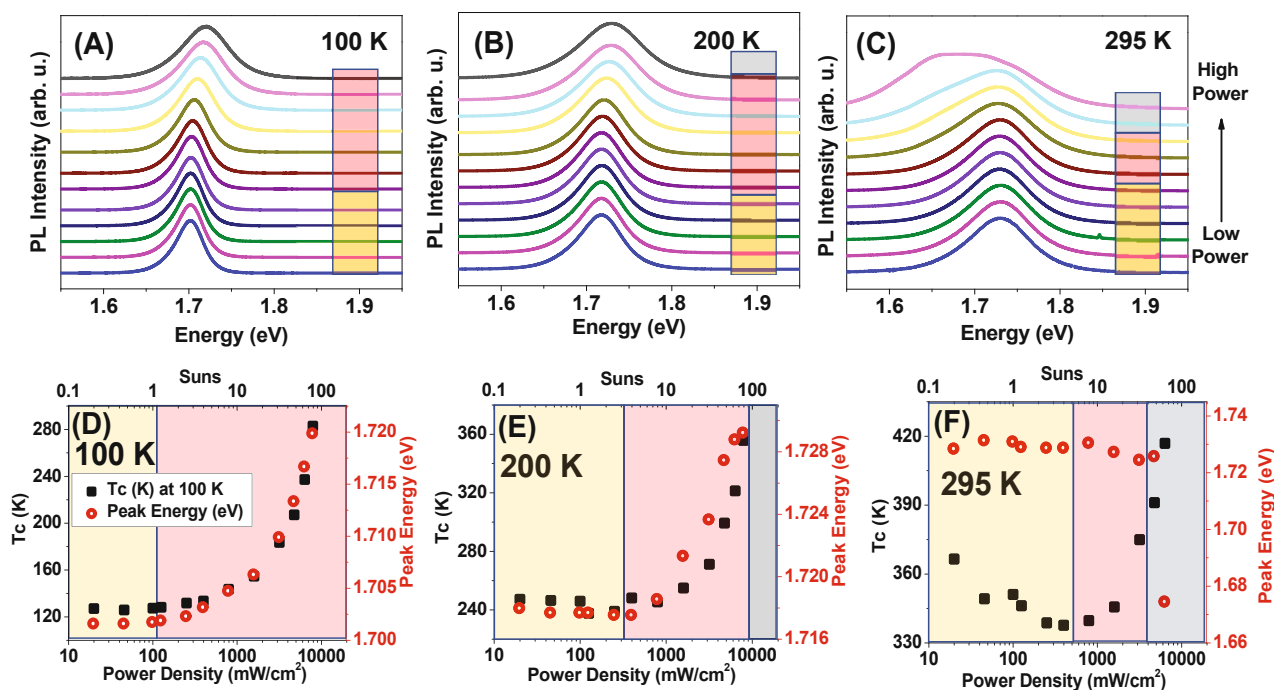 (A)
100 K
PL Intensity (arb. u.)
1.6 1.7 1.8 1.9
Energy (eV)
(B)
200 K
PL Intensity (arb. u.)
1.6 1.7 1.8 1.9
Energy (eV)
(C)
295 K
PL Intensity (arb. u.)
1.6 1.7 1.8 1.9
Energy (eV)
High
Power
Low
Power
Suns
0.1 1 10 100
(D)
100 K
Tc (K) at 100 K
Peak Energy (eV)
Tc (K)
280
240
200
160
120
Peak Energy (eV)
1.720
1.715
1.710
1.705
1.700
10 100 1000 10000
Power Density (mW/cm²)
Suns
0.1 1 10 100
(E)
200 K
Tc (K)
360
320
280
240
Peak Energy (eV)
1.728
1.724
1.720
1.716
10 100 1000 10000
Power Density (mW/cm²)
Suns
0.1 1 10 100
(F)
295 K
Tc (K)
420
390
360
330
Peak Energy (eV)
1.74
1.72
1.70
1.68
1.66
10 100 1000 10000
Power Density (mW/cm²)